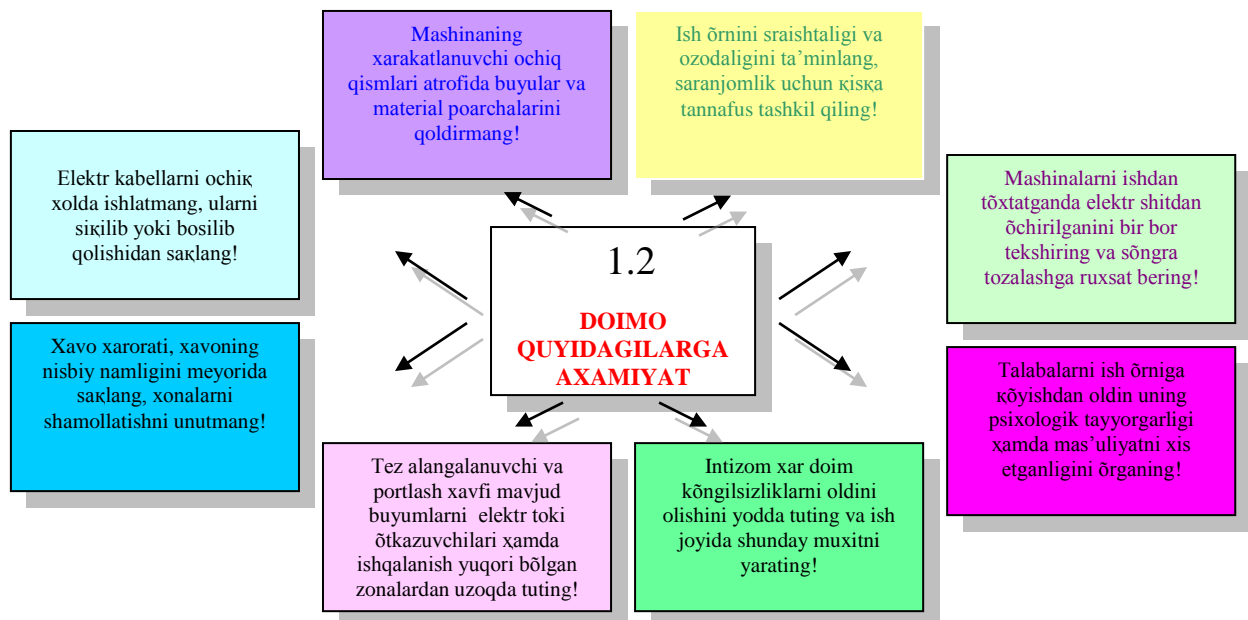 Mashinaning
xarakatlanuvchi ochiq
qismlari atrofida buyular va
material poarchalarini
qoldirmang!
Ish õrnini sraishtaligi va
ozodaligini ta’minlang,
saranjomlik uchun қisқa
tannafus tashkil qiling!
Elektr kabellarni ochiқ
xolda ishlatmang, ularni
siқilib yoki bosilib
qolishidan saқlang!
Mashinalarni ishdan
tõxtatganda elektr shitdan
õchirilganini bir bor
tekshiring va sõngra
tozalashga ruxsat bering!
1.2
DOIMO
QUYIDAGILARGA
AXAMIYAT
Xavo xarorati, xavoning
nisbiy namligini meyorida
saқlang, xonalarni
shamollatishni unutmang!
Talabalarni ish õrniga
қõyishdan oldin uning
psixologik tayyorgarligi
ҳamda mas’uliyatni xis
etganligini õrganing!
Tez alangalanuvchi va
portlash xavfi mavjud
buyumlarni elektr toki
õtkazuvchilari ҳamda
ishqalanish yuqori bõlgan
zonalardan uzoqda tuting!
Intizom xar doim
kõngilsizliklarni oldini
olishini yodda tuting va ish
joyida shunday muxitni
yarating!